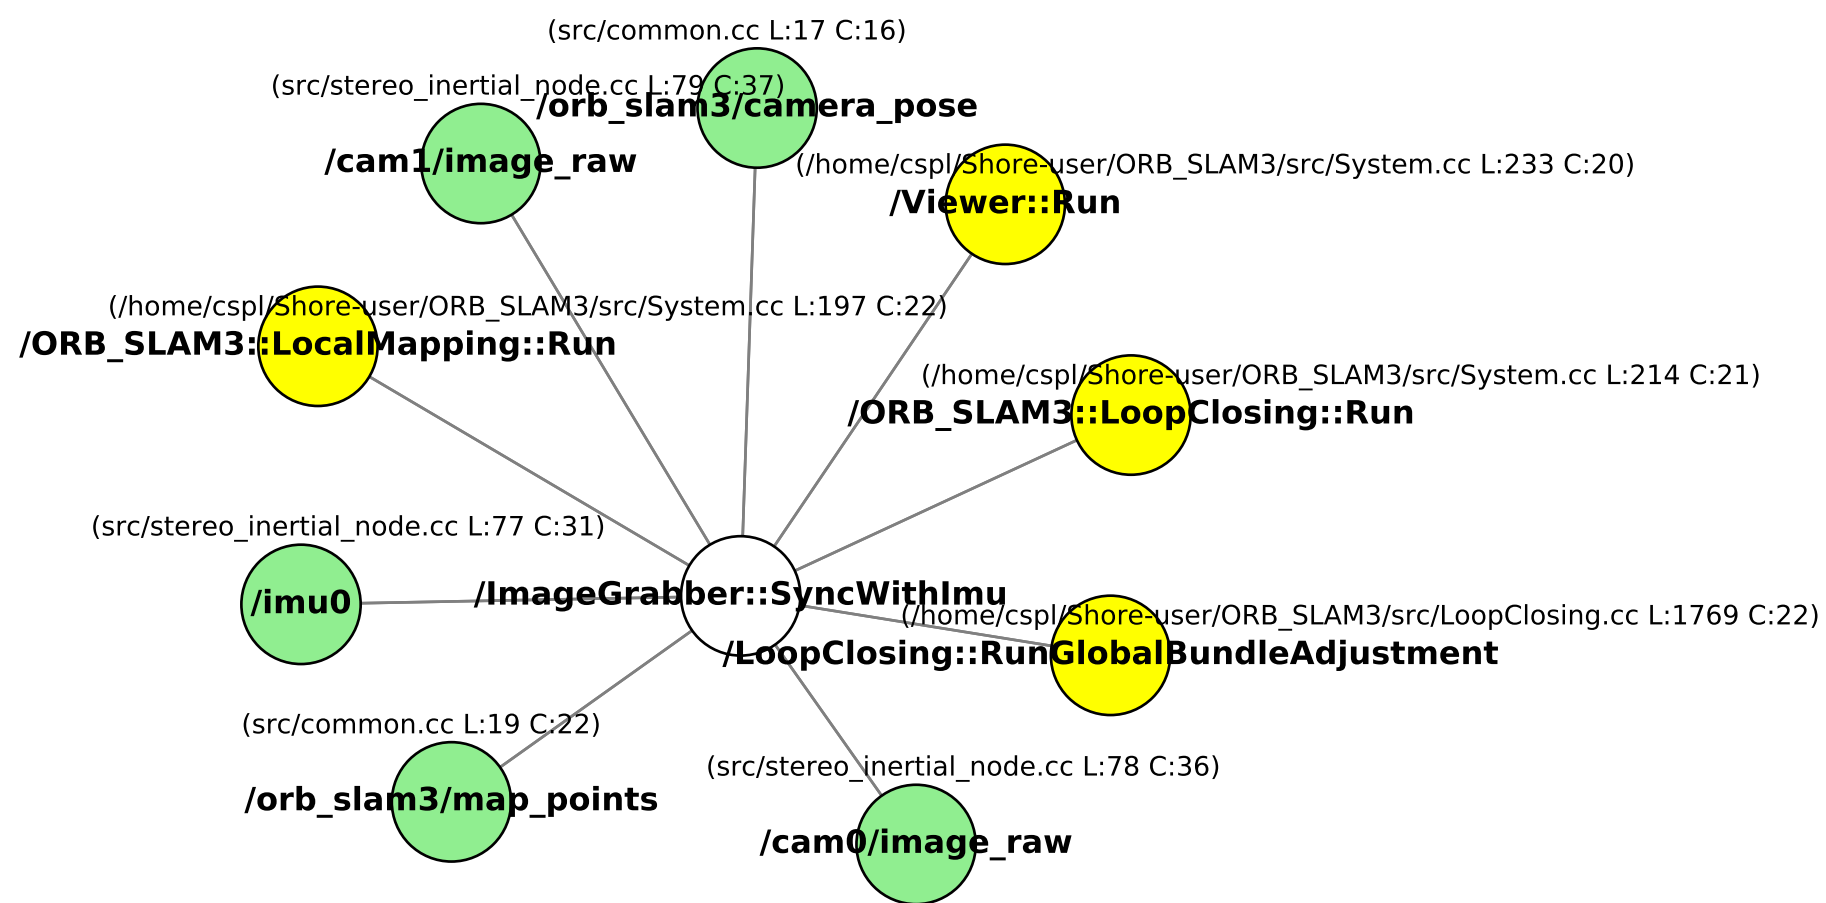 (src/common.cc L:17 C:16)
(src/stereo_inertial_node.cc L:79 C:37)
/orb_slam3/camera_pose
/cam1/image_raw
(/home/cspl/Shore-user/ORB_SLAM3/src/System.cc L:233 C:20)
/Viewer::Run
(/home/cspl/Shore-user/ORB_SLAM3/src/System.cc L:197 C:22)
/ORB_SLAM3::LocalMapping::Run
(/home/cspl/Shore-user/ORB_SLAM3/src/System.cc L:214 C:21)
/ORB_SLAM3::LoopClosing::Run
(src/stereo_inertial_node.cc L:77 C:31)
/imu0
/ImageGrabber::SyncWithImu
(/home/cspl/Shore-user/ORB_SLAM3/src/LoopClosing.cc L:1769 C:22)
/LoopClosing::RunGlobalBundleAdjustment
(src/common.cc L:19 C:22)
/orb_slam3/map_points
(src/stereo_inertial_node.cc L:78 C:36)
/cam0/image_raw